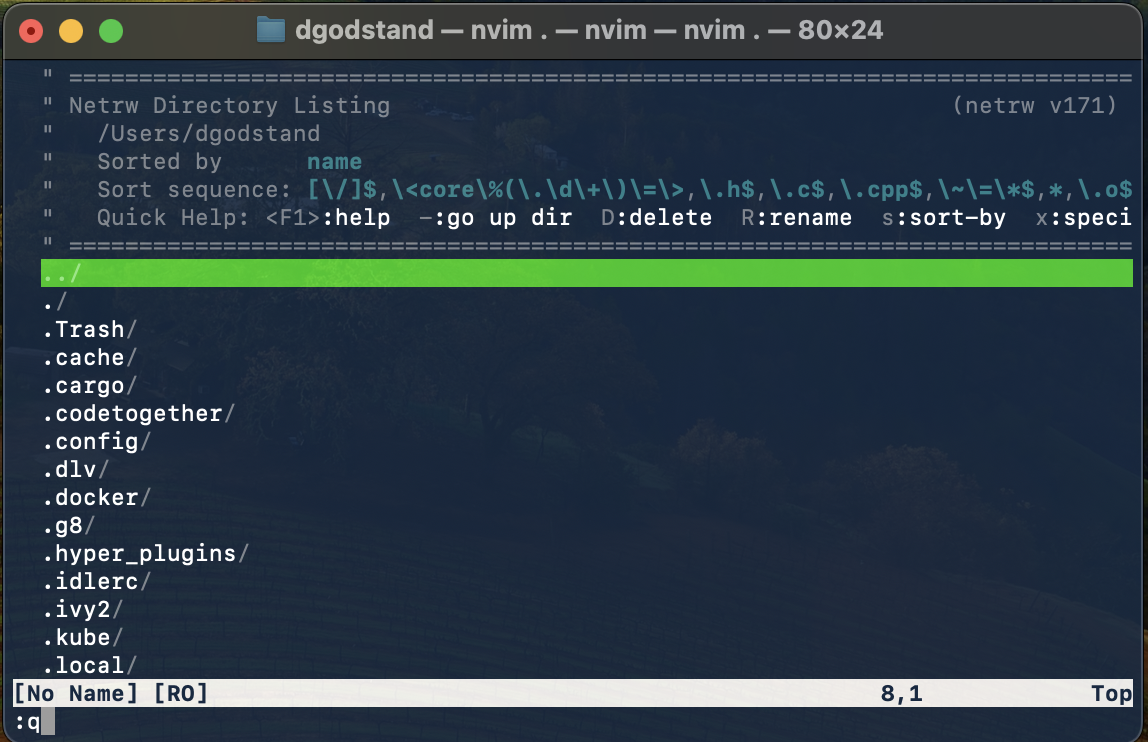 dgodstand — nvim . — nvim — nvim . — 80×24
" ============================================================================
" Netrw Directory Listing                                        (netrw v171)
"   /Users/dgodstand
"   Sorted by      name
"   Sort sequence: [\/]$,\<core\%(\.\d\+\)\=\>,\.h$,\.c$,\.cpp$,\~\=\*$,*,\.o$
"   Quick Help: <F1>:help  -:go up dir  D:delete  R:rename  s:sort-by  x:speci
" ============================================================================
../
./
.Trash/
.cache/
.cargo/
.codetogether/
.config/
.dlv/
.docker/
.g8/
.hyper_plugins/
.idlerc/
.ivy2/
.kube/
.local/
[No Name] [RO]                                                8,1            Top
:q